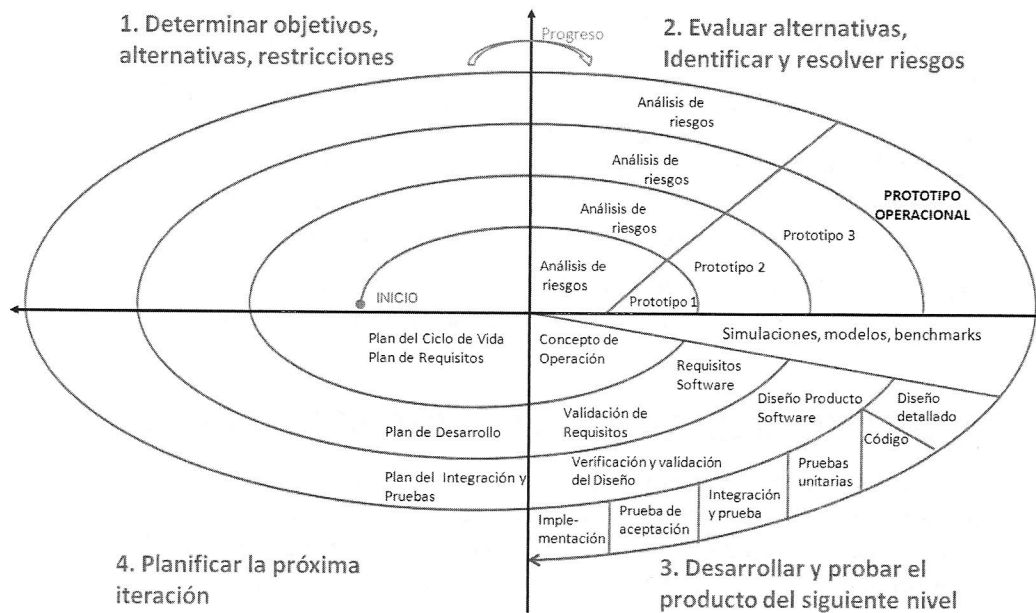 1. Determinar objetivos,
alternativas, restricciones
Progreso
2. Evaluar alternativas,
Identificar y resolver riesgos
Análisis de
riesgos
Análisis de
riesgos
Análisis de
riesgos
Análisis de
riesgos
PROTOTIPO
OPERACIONAL
Prototipo 3
Prototipo 2
Prototipo 1
INICIO
Simulaciones, modelos, benchmarks
Plan del Ciclo de Vida
Plan de Requisitos
Concepto de
Operación
Requisitos
Software
Diseño Producto
Software
Diseño
detallado
Código
Plan de Desarrollo
Validación de
Requisitos
Plan del Integración y
Pruebas
Verificación y validación
del Diseño
Pruebas
unitarias
Integración
y prueba
Prueba de
aceptación
Imple-
mentación
4. Planificar la próxima
iteración
3. Desarrollar y probar el
producto del siguiente nivel